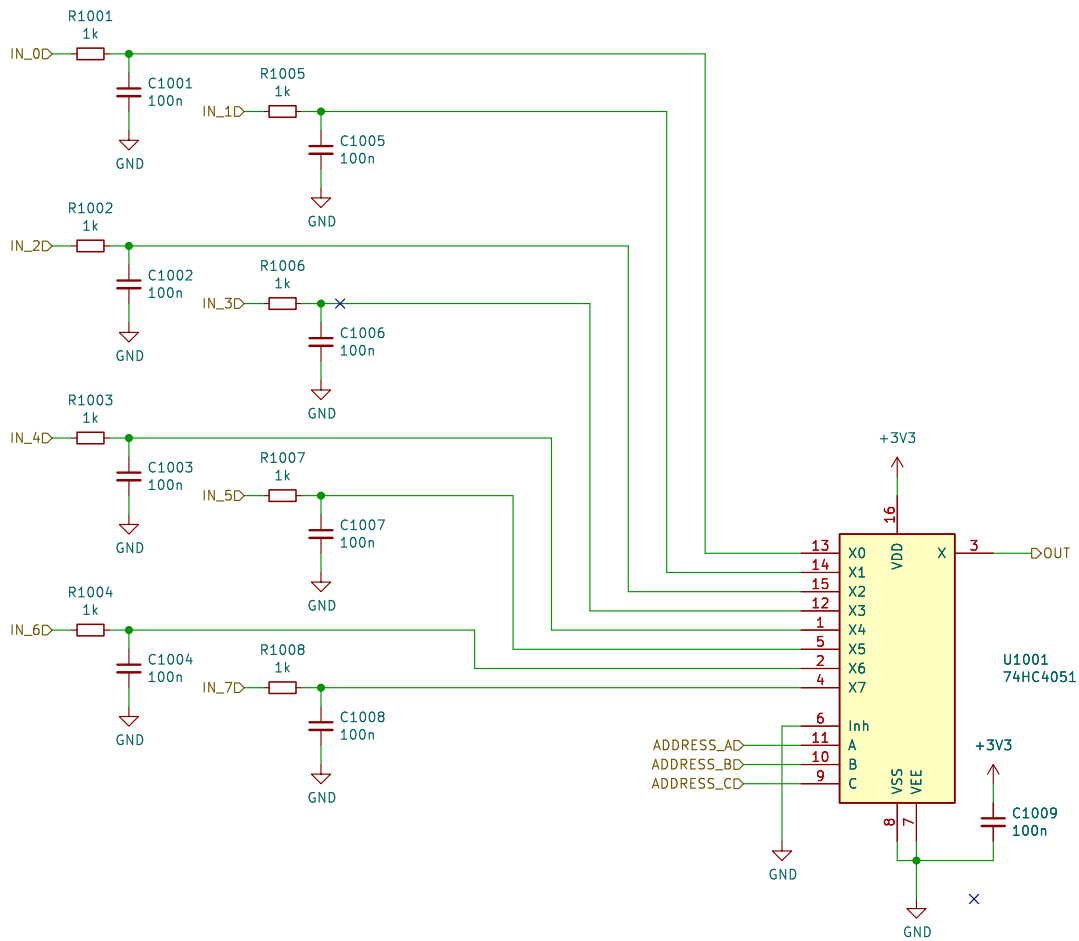 R1001
1k
IN_0
C1001
100n
GND
R1005
1k
IN_1
C1005
100n
GND
R1002
1k
IN_2
C1002
100n
GND
R1006
1k
IN_3
C1006
100n
GND
R1003
1k
IN_4
C1003
100n
GND
R1007
1k
IN_5
C1007
100n
GND
R1004
1k
IN_6
C1004
100n
GND
R1008
1k
IN_7
C1008
100n
GND
+3V3
16
VDD
13 X0
14 X1
15 X2
12 X3
1 X4
5 X5
2 X6
4 X7
X 3 OUT
U1001
74HC4051
6 Inh
ADDRESS_A 11 A
ADDRESS_B 10 B
ADDRESS_C 9 C
VSS
VEE
8
7
GND
+3V3
C1009
100n
GND